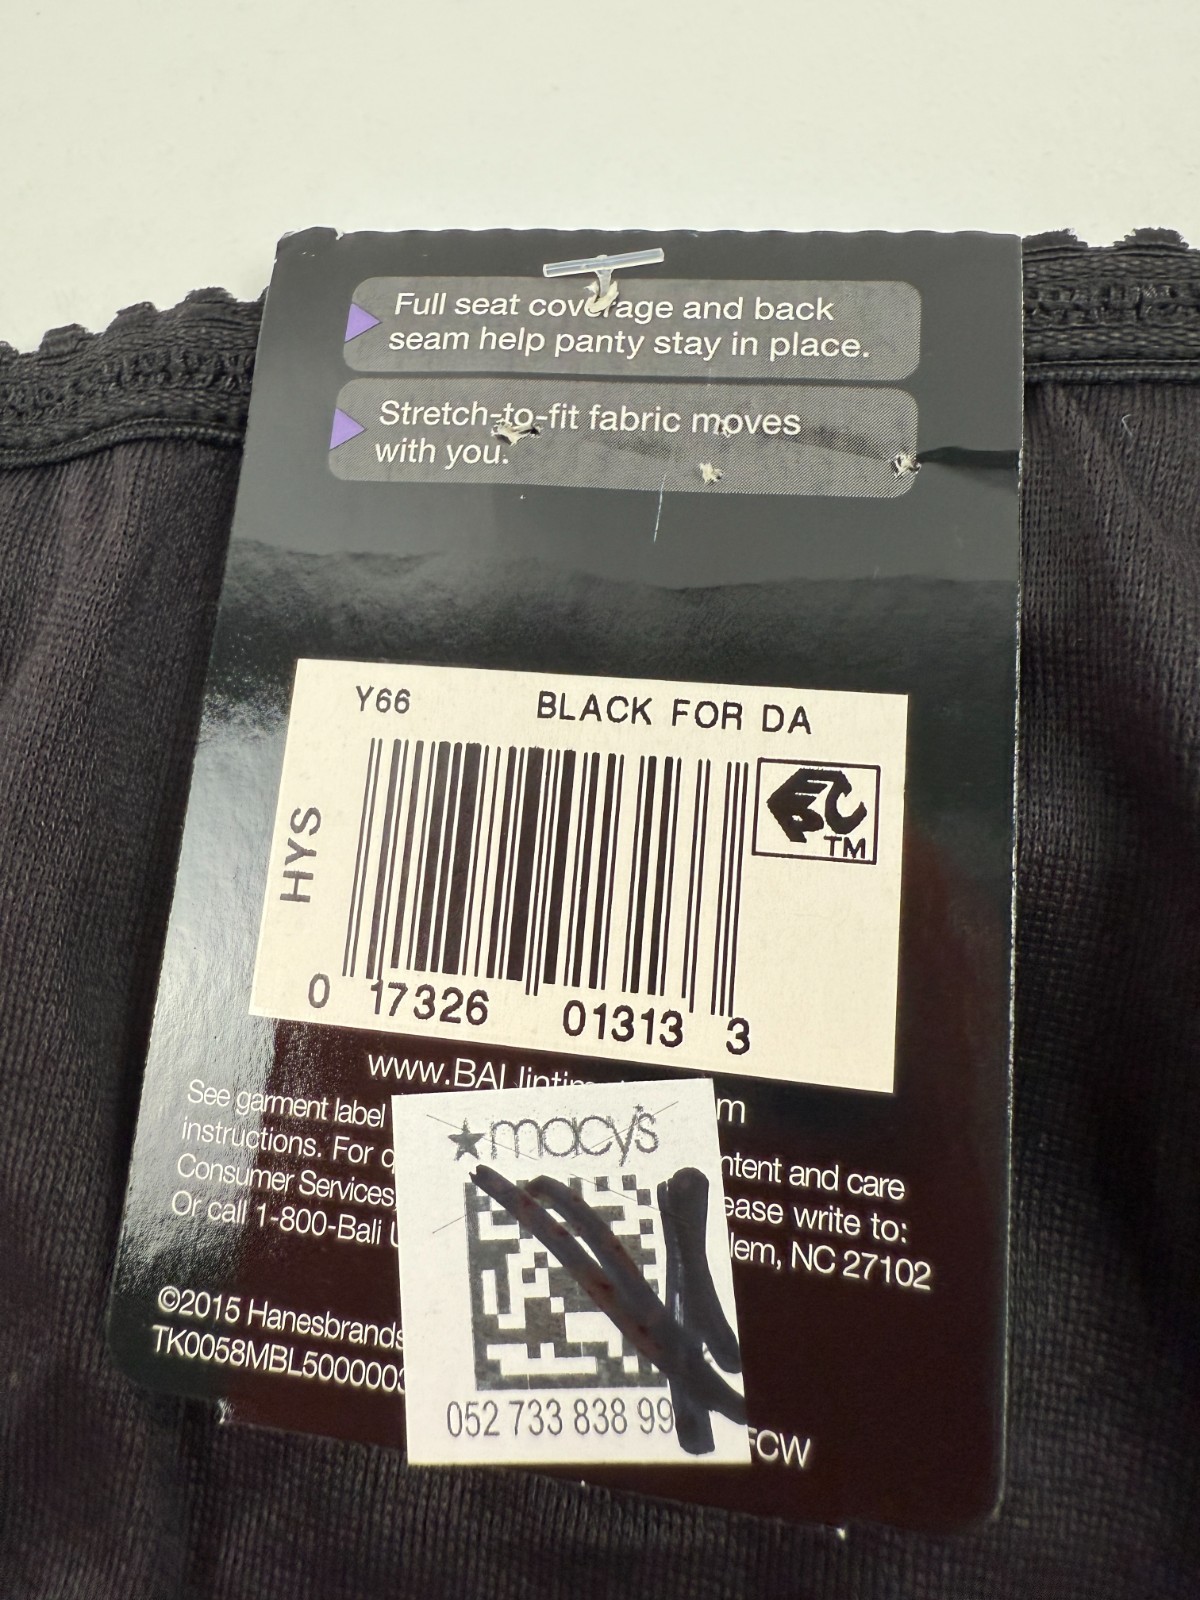 Full seat coverage and back
seam help panty stay in place.
Stretch-to-fit fabric moves
with you.
Y66 BLACK FOR DA
HYS
TM
0 17326 01313 3
www.BALIintim m
See garment label ntent and care
instructions. For q ease write to:
Consumer Services, lem, NC 27102
Or call 1-800-Bali U
©2015 Hanesbrands
TK0058MBL5000003
FCW
macy's
052 733 838 99